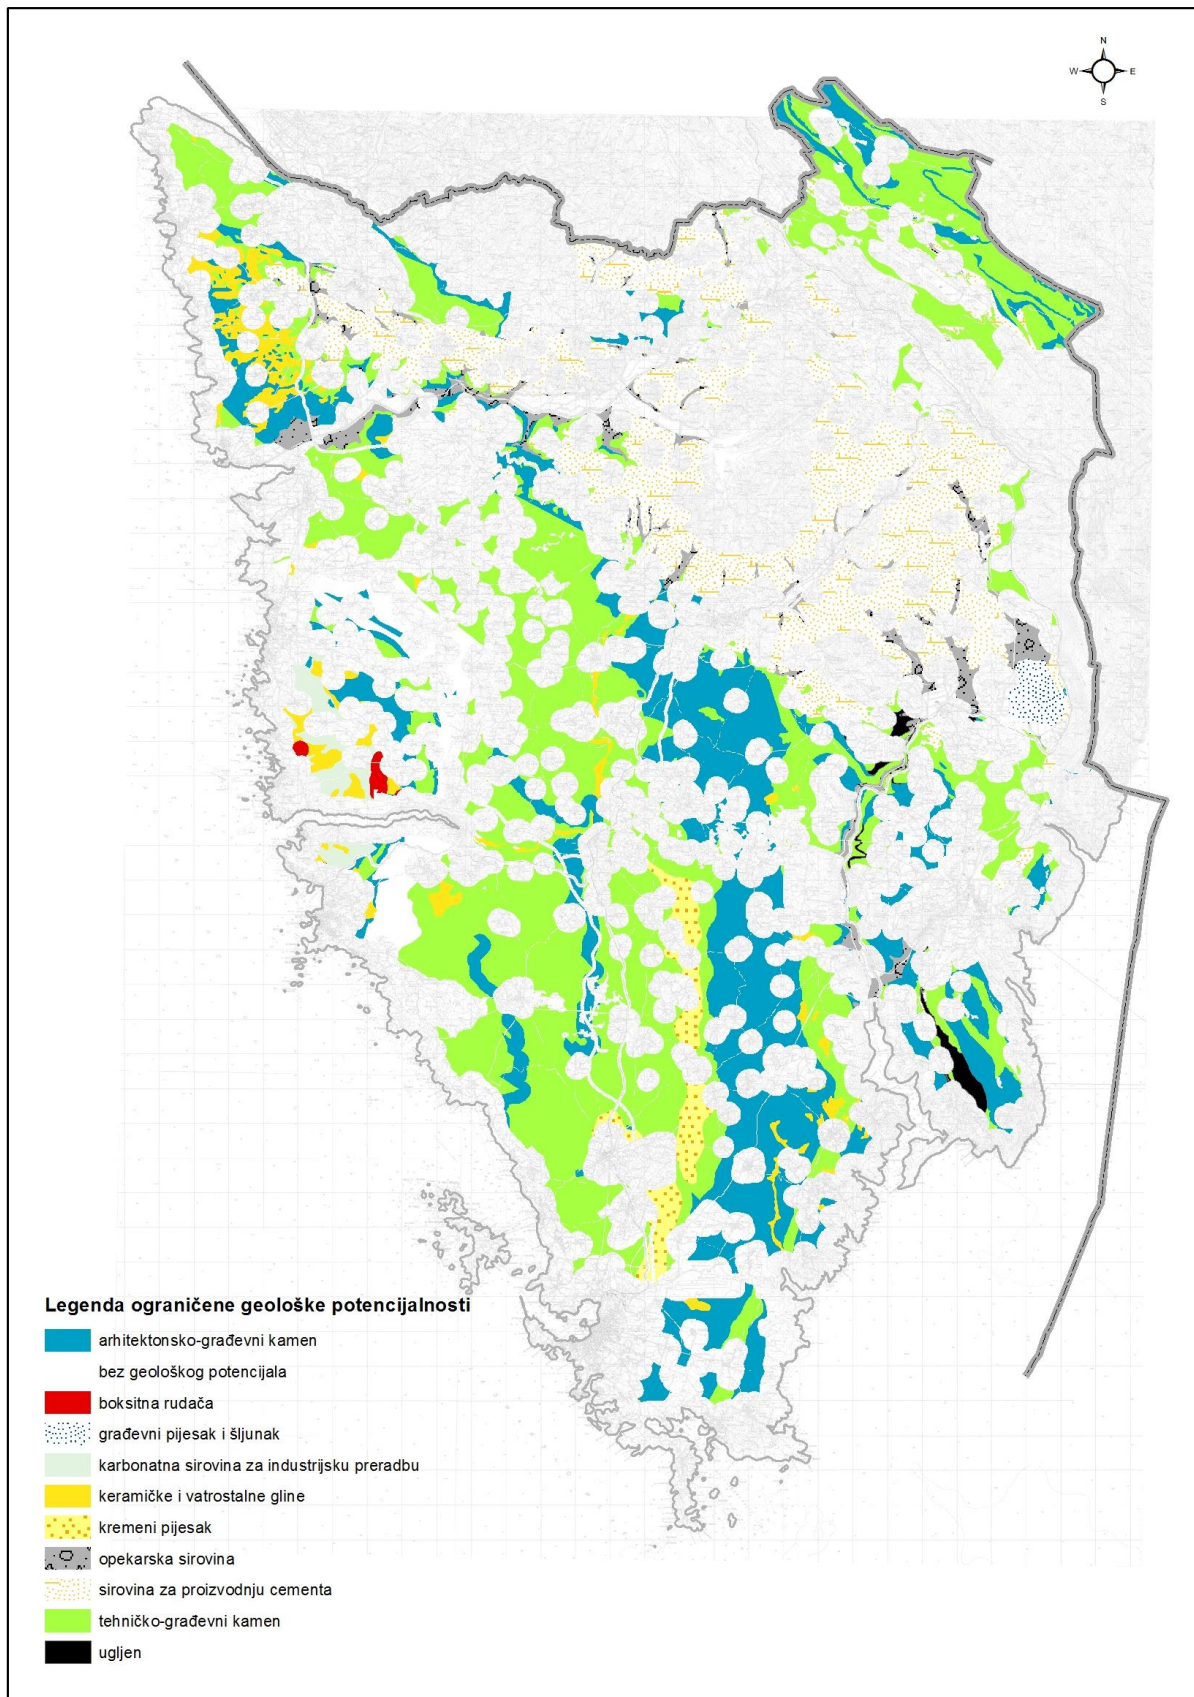 N
W E
S
Legenda ograničene geološke potencijalnosti
arhitektonsko-građevni kamen
bez geološkog potencijala
boksitna rudača
građevni pijesak i šljunak
karbonatna sirovina za industrijsku preradbu
keramičke i vatrostalne gline
kremeni pijesak
opekarska sirovina
sirovina za proizvodnju cementa
tehničko-građevni kamen
ugljen